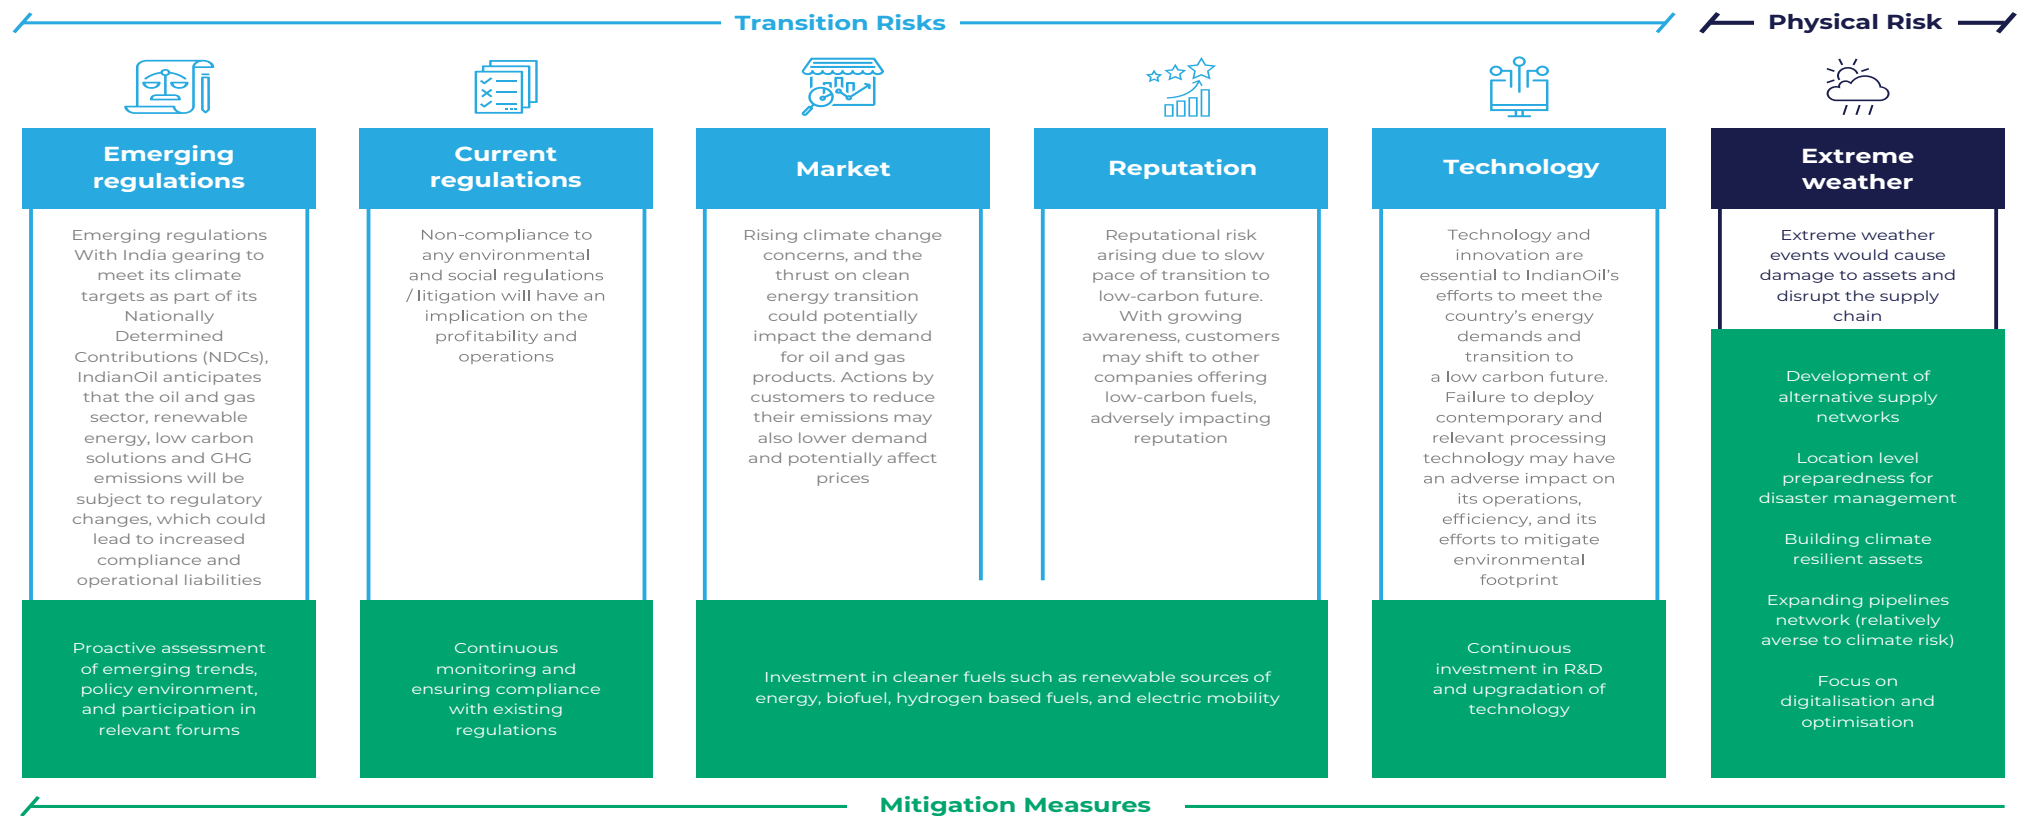 Transition Risks
Physical Risk
Emerging
regulations
Emerging regulations
With India gearing to
meet its climate
targets as part of its
Nationally
Determined
Contributions (NDCs),
IndianOil anticipates
that the oil and gas
sector, renewable
energy, low carbon
solutions and GHG
emissions will be
subject to regulatory
changes, which could
lead to increased
compliance and
operational liabilities
Proactive assessment
of emerging trends,
policy environment,
and participation in
relevant forums
Current
regulations
Non-compliance to
any environmental
and social regulations
/ litigation will have an
implication on the
profitability and
operations
Continuous
monitoring and
ensuring compliance
with existing
regulations
Market
Rising climate change
concerns, and the
thrust on clean
energy transition
could potentially
impact the demand
for oil and gas
products. Actions by
customers to reduce
their emissions may
also lower demand
and potentially affect
prices
Reputation
Reputational risk
arising due to slow
pace of transition to
low-carbon future.
With growing
awareness, customers
may shift to other
companies offering
low-carbon fuels,
adversely impacting
reputation
Investment in cleaner fuels such as renewable sources of
energy, biofuel, hydrogen based fuels, and electric mobility
Technology
Technology and
innovation are
essential to IndianOil’s
efforts to meet the
country’s energy
demands and
transition to
a low carbon future.
Failure to deploy
contemporary and
relevant processing
technology may have
an adverse impact on
its operations,
efficiency, and its
efforts to mitigate
environmental
footprint
Continuous
investment in R&D
and upgradation of
technology
Extreme
weather
Extreme weather
events would cause
damage to assets and
disrupt the supply
chain
Development of
alternative supply
networks
Location level
preparedness for
disaster management
Building climate
resilient assets
Expanding pipelines
network (relatively
averse to climate risk)
Focus on
digitalisation and
optimisation
Mitigation Measures